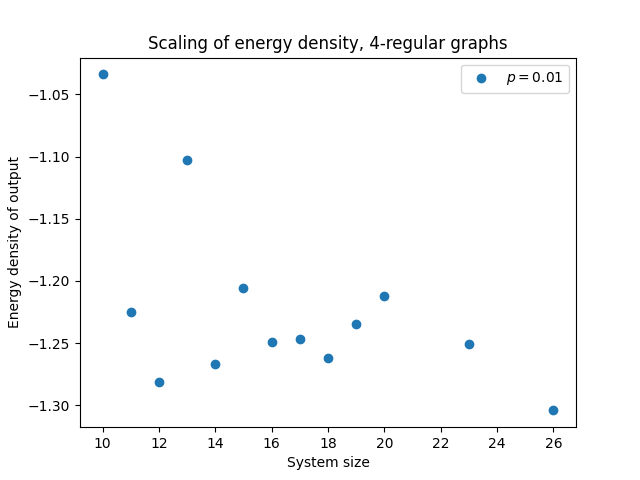 Scaling of energy density, 4-regular graphs
p = 0.01
−1.05
−1.10
−1.15
−1.20
−1.25
−1.30
Energy density of output
10 12 14 16 18 20 22 24 26
System size